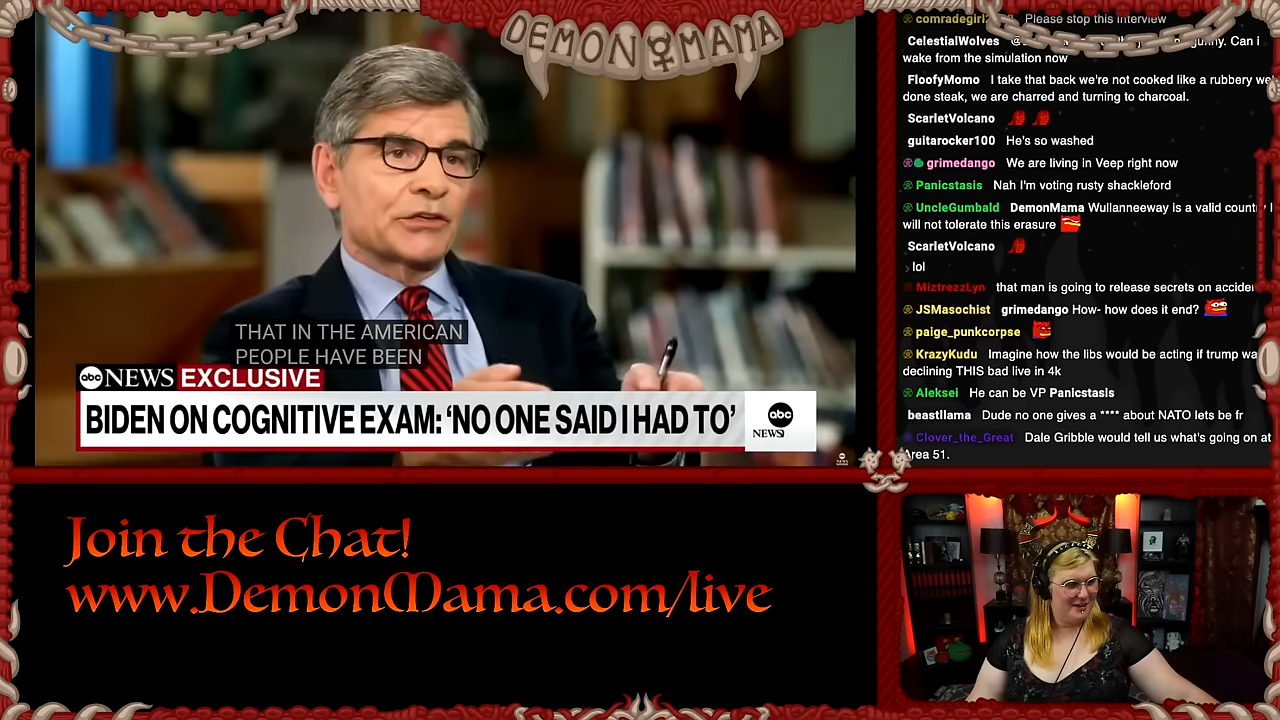 DEMON MAMA
THAT IN THE AMERICAN
PEOPLE HAVE BEEN
abc NEWS EXCLUSIVE
BIDEN ON COGNITIVE EXAM: ‘NO ONE SAID I HAD TO’
abc
NEWS
Join the Chat!
www.DemonMama.com/live
Please stop this interview
CelestialWolves
Can i
wake from the simulation now
FloofyMomo I take that back we're not cooked like a rubbery
done steak, we are charred and turning to charcoal.
ScarletVolcano
guitarocker100 He's so washed
grimedango We are living in Veep right now
Panicstasis Nah I'm voting rusty shackleford
UncleGumbald DemonMama Wullanneeway is a valid country I
will not tolerate this erasure
ScarletVolcano
lol
MiztrezzLyn that man is going to release secrets on
JSMasochist grimedango How- how does it end?
paige_punkcorpse
KrazyKudu Imagine how the libs would be acting if trump
declining THIS bad live in 4k
Aleksei He can be VP Panicstasis
beastllama Dude no one gives a **** about NATO lets be fr
Clover_the_Great Dale Gribble would tell us what's going on at
Area 51.